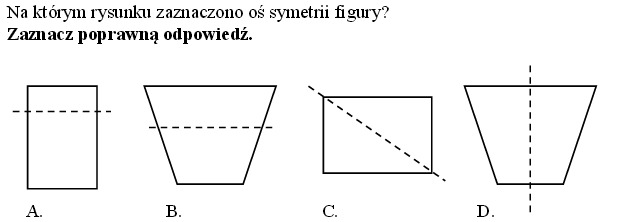 Na którym rysunku zaznaczono oś symetrii figury?
Zaznacz poprawną odpowiedź.
A. B. C. D.